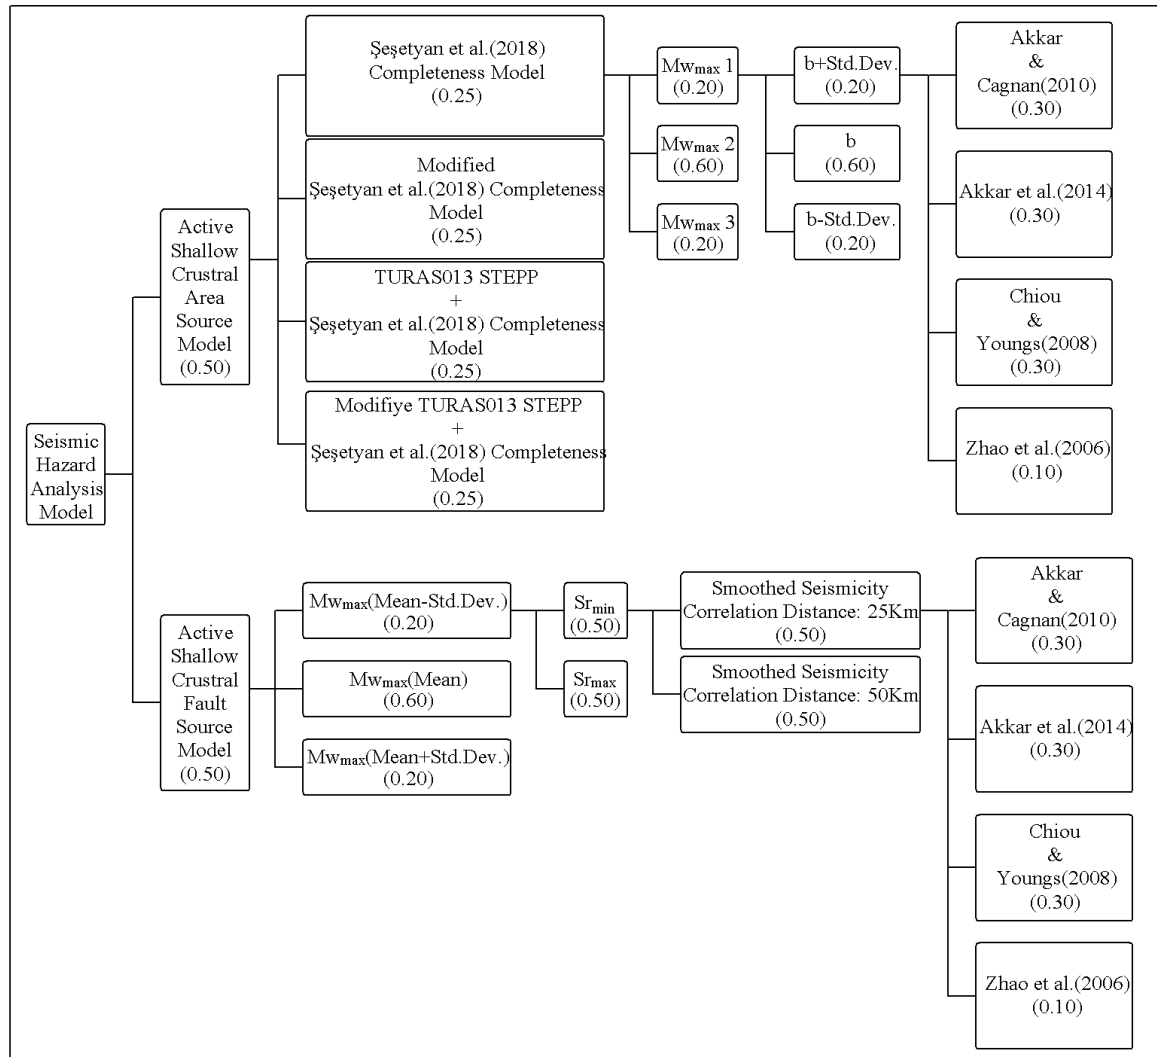 Seismic
Hazard
Analysis
Model
Active
Shallow
Crustral
Area
Source
Model
(0.50)
Şeşetyan et al.(2018)
Completeness Model
(0.25)
Modified
Şeşetyan et al.(2018) Completeness
Model
(0.25)
TURAS013 STEPP
+
Şeşetyan et al.(2018) Completeness
Model
(0.25)
Modifiye TURAS013 STEPP
+
Şeşetyan et al.(2018) Completeness
Model
(0.25)
Mwmax 1
(0.20)
Mwmax 2
(0.60)
Mwmax 3
(0.20)
b+Std.Dev.
(0.20)
b
(0.60)
b-Std.Dev.
(0.20)
Akkar
&
Cagnan(2010)
(0.30)
Akkar et al.(2014)
(0.30)
Chiou
&
Youngs(2008)
(0.30)
Zhao et al.(2006)
(0.10)
Active
Shallow
Crustral
Fault
Source
Model
(0.50)
Mwmax(Mean-Std.Dev.)
(0.20)
Mwmax(Mean)
(0.60)
Mwmax(Mean+Std.Dev.)
(0.20)
Srmin
(0.50)
Srmax
(0.50)
Smoothed Seismicity
Correlation Distance: 25Km
(0.50)
Smoothed Seismicity
Correlation Distance: 50Km
(0.50)
Akkar
&
Cagnan(2010)
(0.30)
Akkar et al.(2014)
(0.30)
Chiou
&
Youngs(2008)
(0.30)
Zhao et al.(2006)
(0.10)